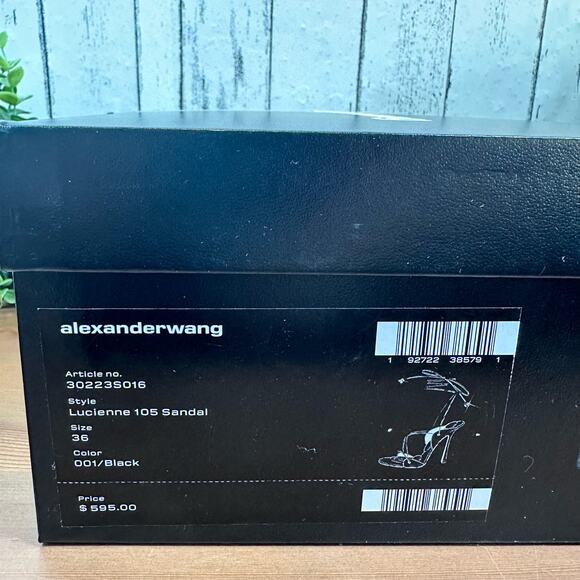 alexanderwang
1 92722 38579 1
Article no.
30223S016
Style
Lucienne 105 Sandal
Size
36
Color
001/Black
Price
$ 595.00